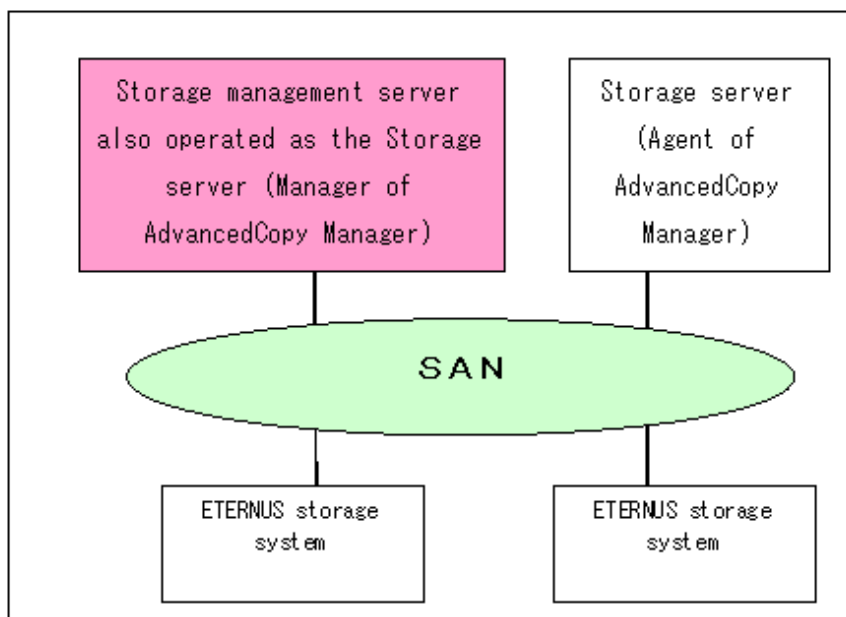 Storage management server
also operated as the Storage
server (Manager of
AdvancedCopy Manager)
Storage server
(Agent of
AdvancedCopy
Manager)
SAN
ETERNUS storage
system
ETERNUS storage
system